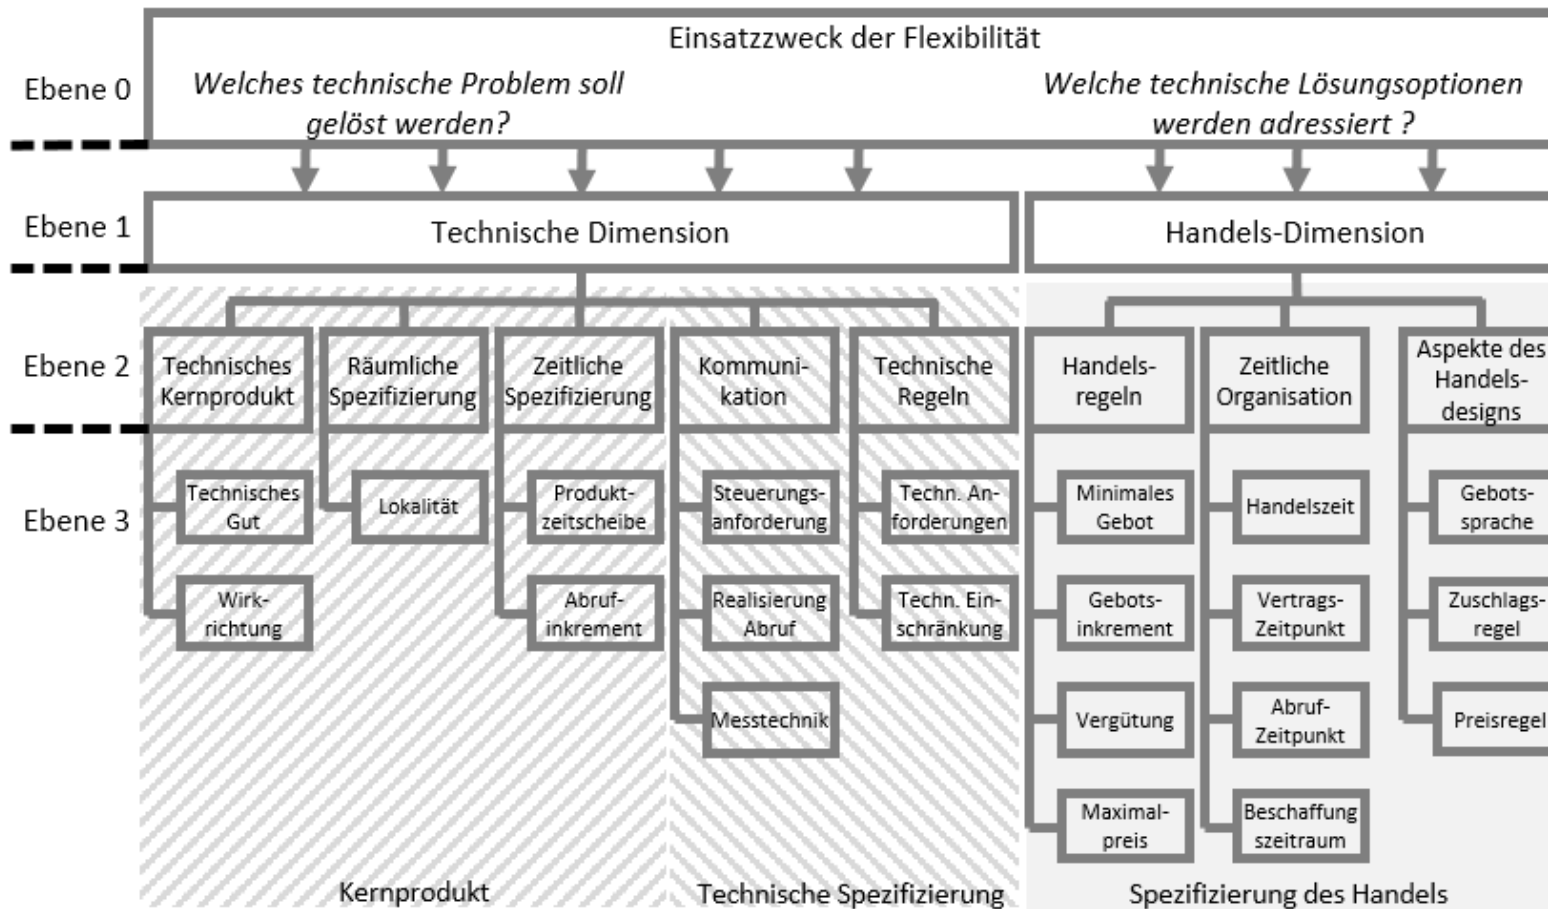 Einsatzzweck der Flexibilität
Ebene 0
Welches technische Problem soll
gelöst werden?
Welche technische Lösungsoptionen
werden adressiert ?
Ebene 1
Technische Dimension
Handels-Dimension
Ebene 2
Technisches
Kernprodukt
Räumliche
Spezifizierung
Zeitliche
Spezifizierung
Kommuni-
kation
Technische
Regeln
Handels-
regeln
Zeitliche
Organisation
Aspekte des
Handels-
designs
Ebene 3
Technisches
Gut
Lokalität
Produkt-
zeitscheibe
Steuerungs-
anforderung
Techn. An-
forderungen
Minimales
Gebot
Handelszeit
Gebots-
sprache
Wirk-
richtung
Abruf-
inkrement
Realisierung
Abruf
Techn. Ein-
schränkung
Gebots-
inkrement
Vertrags-
Zeitpunkt
Zuschlags-
regel
Messtechnik
Vergütung
Abruf-
Zeitpunkt
Preisregel
Maximal-
preis
Beschaffung
szeitraum
Kernprodukt
Technische Spezifizierung
Spezifizierung des Handels